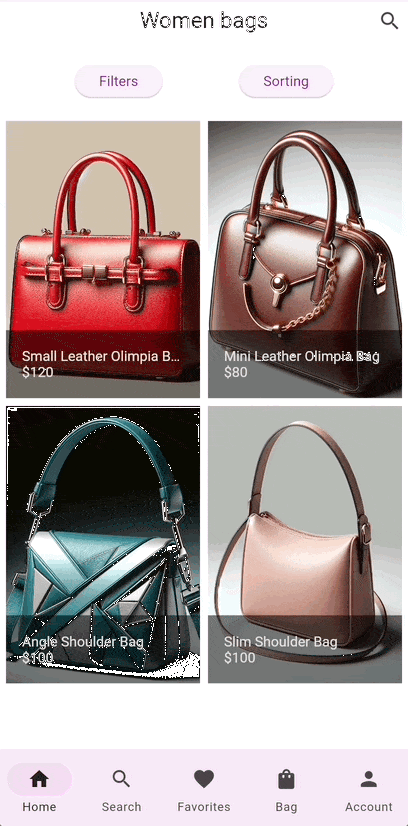 Women bags
Filters
Sorting
Small Leather Olimpia B...
$120
Mini Leather Olimpia Bag
$80
Angle Shoulder Bag
$100
Slim Shoulder Bag
$100
Home
Search
Favorites
Bag
Account